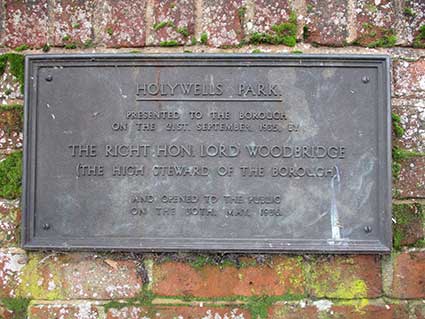 HOLYWELLS PARK.
PRESENTED TO THE BOROUGH
ON THE 21ST. SEPTEMBER, 1935, BY
THE RIGHT. HON. LORD WOODBRIDGE
(THE HIGH STEWARD OF THE BOROUGH)
AND OPENED TO THE PUBLIC
ON THE 30TH. MAY, 1936.